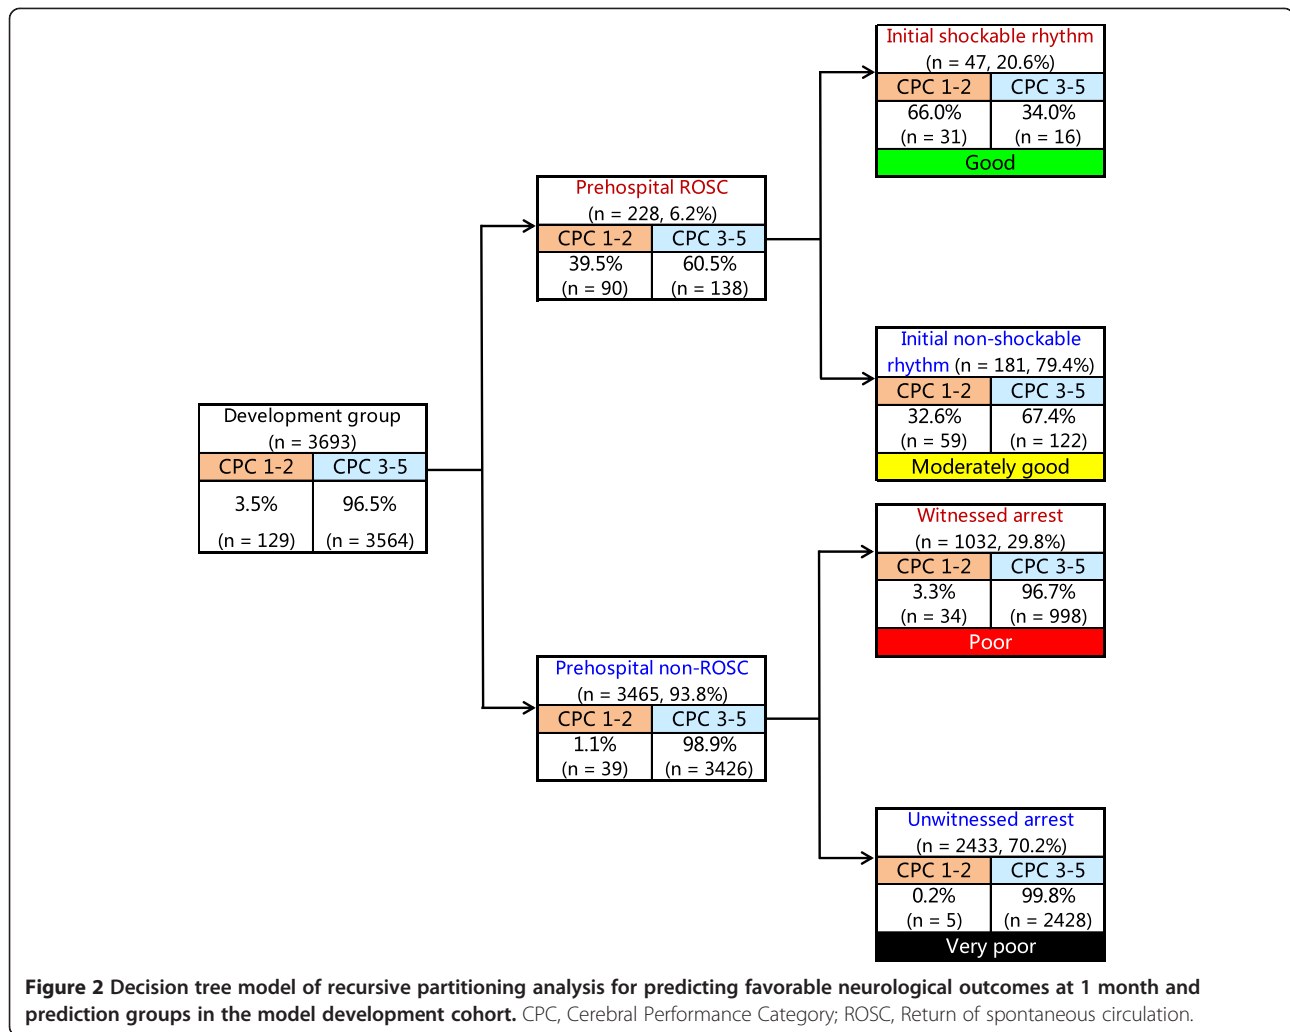 Initial shockable rhythm
(n = 47, 20.6%)
CPC 1-2 CPC 3-5
66.0% 34.0%
(n = 31) (n = 16)
Good
Prehospital ROSC
(n = 228, 6.2%)
CPC 1-2 CPC 3-5
39.5% 60.5%
(n = 90) (n = 138)
Initial non-shockable
rhythm (n = 181, 79.4%)
CPC 1-2 CPC 3-5
32.6% 67.4%
(n = 59) (n = 122)
Moderately good
Development group
(n = 3693)
CPC 1-2 CPC 3-5
3.5% 96.5%
(n = 129) (n = 3564)
Witnessed arrest
(n = 1032, 29.8%)
CPC 1-2 CPC 3-5
3.3% 96.7%
(n = 34) (n = 998)
Poor
Prehospital non-ROSC
(n = 3465, 93.8%)
CPC 1-2 CPC 3-5
1.1% 98.9%
(n = 39) (n = 3426)
Unwitnessed arrest
(n = 2433, 70.2%)
CPC 1-2 CPC 3-5
0.2% 99.8%
(n = 5) (n = 2428)
Very poor
Figure 2 Decision tree model of recursive partitioning analysis for predicting favorable neurological outcomes at 1 month and
prediction groups in the model development cohort. CPC, Cerebral Performance Category; ROSC, Return of spontaneous circulation.